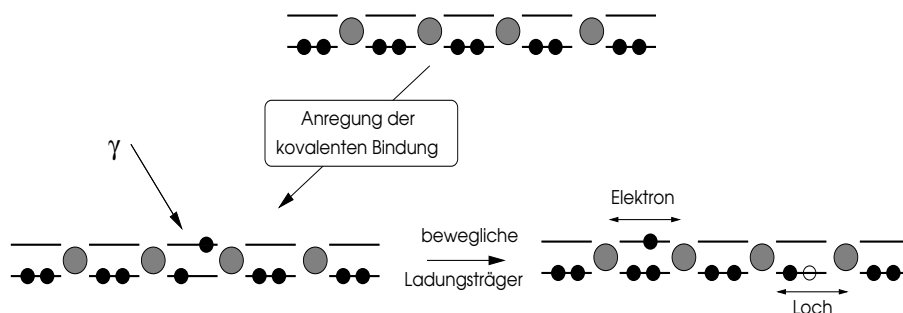 Anregung der
kovalenten Bindung
γ
Elektron
bewegliche
Ladungsträger
Loch